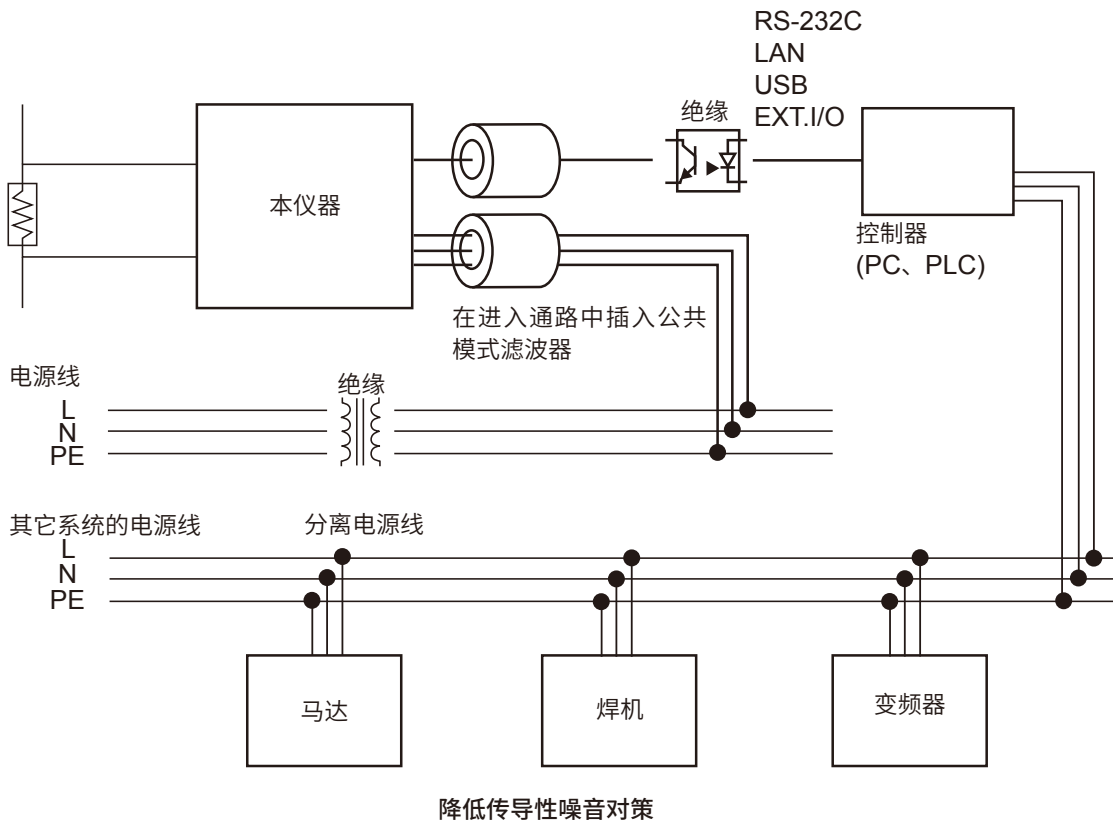 RS-232C
LAN
USB
EXT.I/O
绝缘
本仪器
控制器
(PC、PLC)
在进入通路中插入公共
模式滤波器
电源线
绝缘
L
N
PE
其它系统的电源线
分离电源线
L
N
PE
马达
焊机
变频器
降低传导性噪音对策